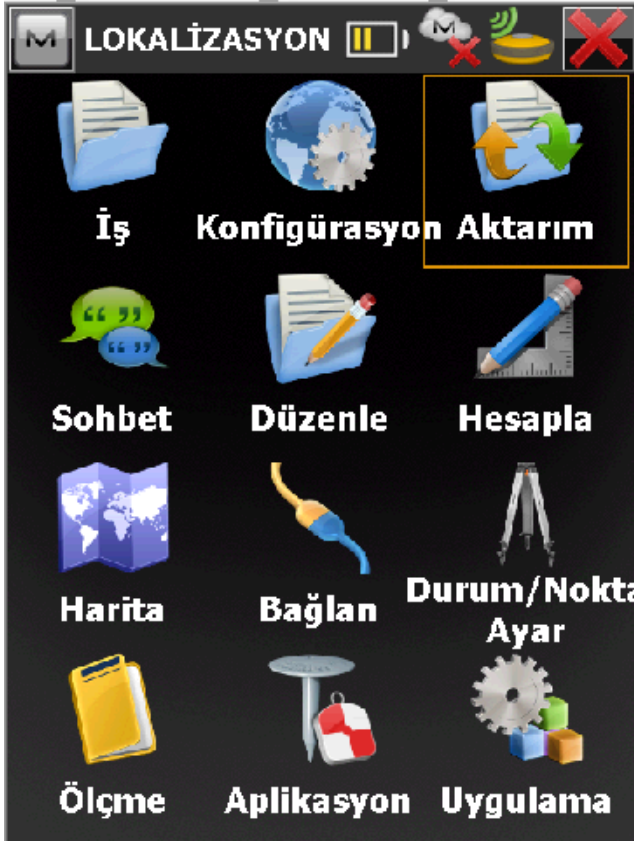 LOKALİZASYON
İş
Konfigürasyon
Aktarım
Sohbet
Düzenle
Hesapla
Harita
Bağlan
Durum/Nokta
Ayar
Ölçme
Aplikasyon
Uygulama